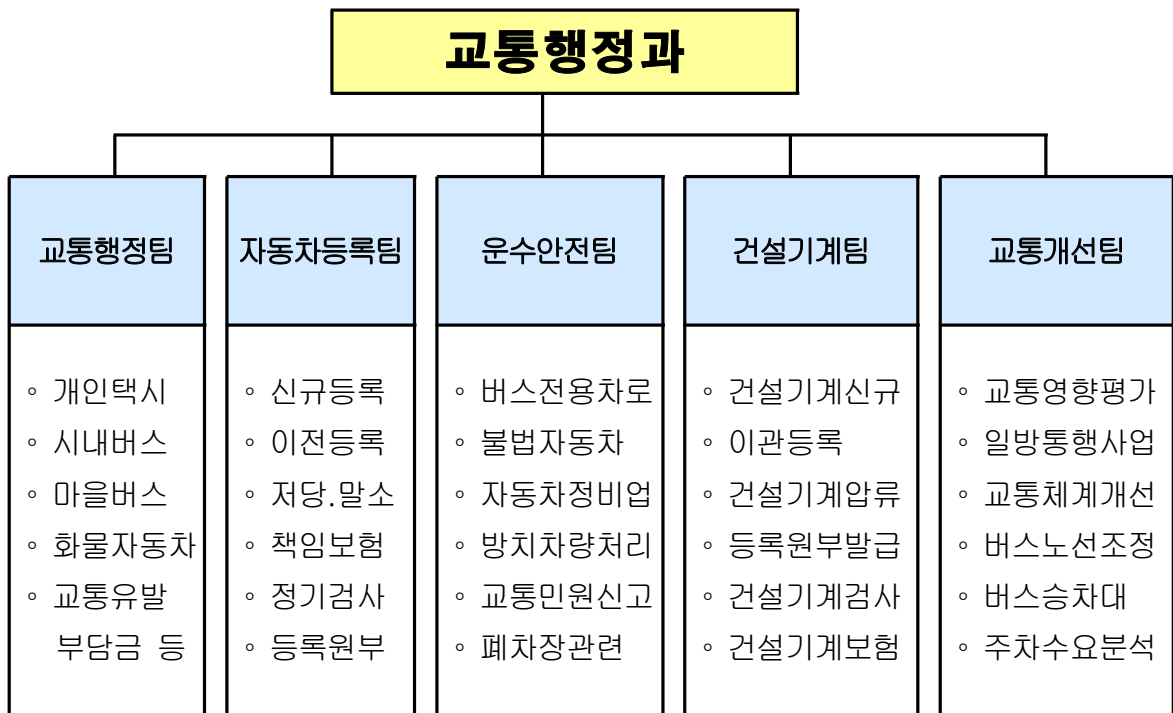 교통행정과
교통행정팀
자동차등록팀
운수안전팀
건설기계팀
교통개선팀
◦ 개인택시
◦ 시내버스
◦ 마을버스
◦ 화물자동차
◦ 교통유발
부담금 등
◦ 신규등록
◦ 이전등록
◦ 저당.말소
◦ 책임보험
◦ 정기검사
◦ 등록원부
◦ 버스전용차로
◦ 불법자동차
◦ 자동차정비업
◦ 방치차량처리
◦ 교통민원신고
◦ 폐차장관련
◦ 건설기계신규
◦ 이관등록
◦ 건설기계압류
◦ 등록원부발급
◦ 건설기계검사
◦ 건설기계보험
◦ 교통영향평가
◦ 일방통행사업
◦ 교통체계개선
◦ 버스노선조정
◦ 버스승차대
◦ 주차수요분석